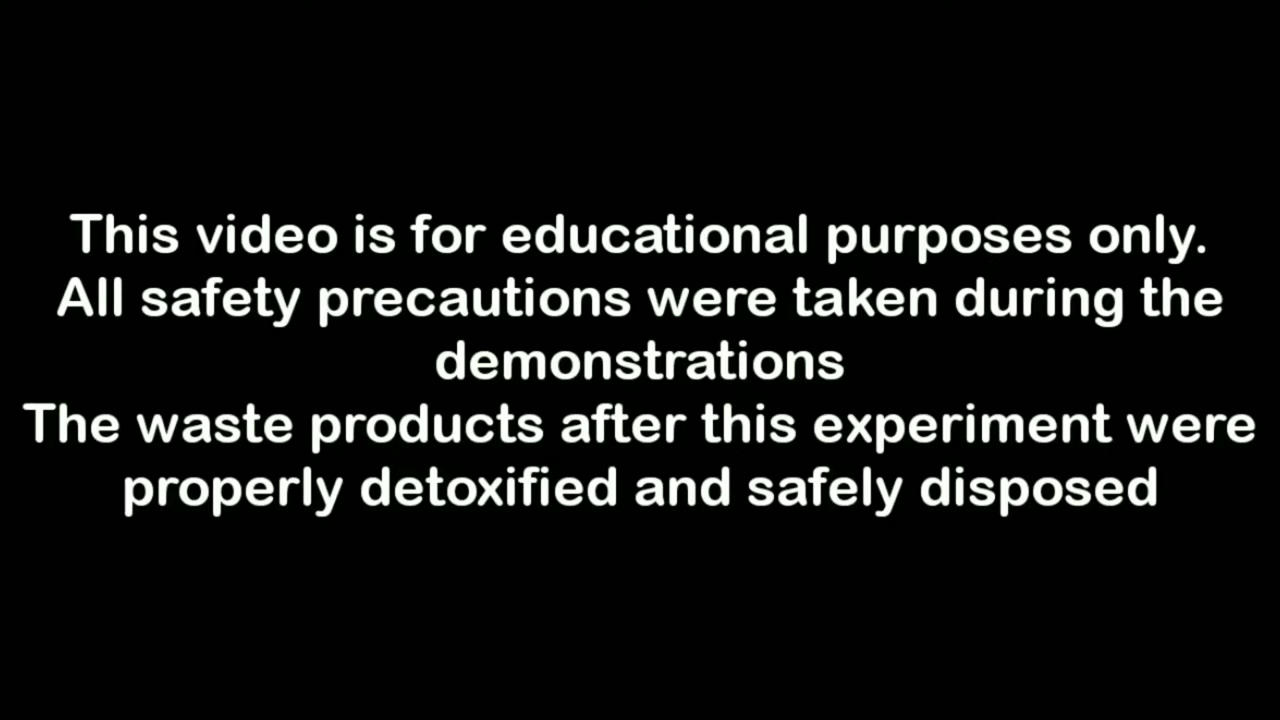 This video is for educational purposes only.
All safety precautions were taken during the
demonstrations
The waste products after this experiment were
properly detoxified and safely disposed